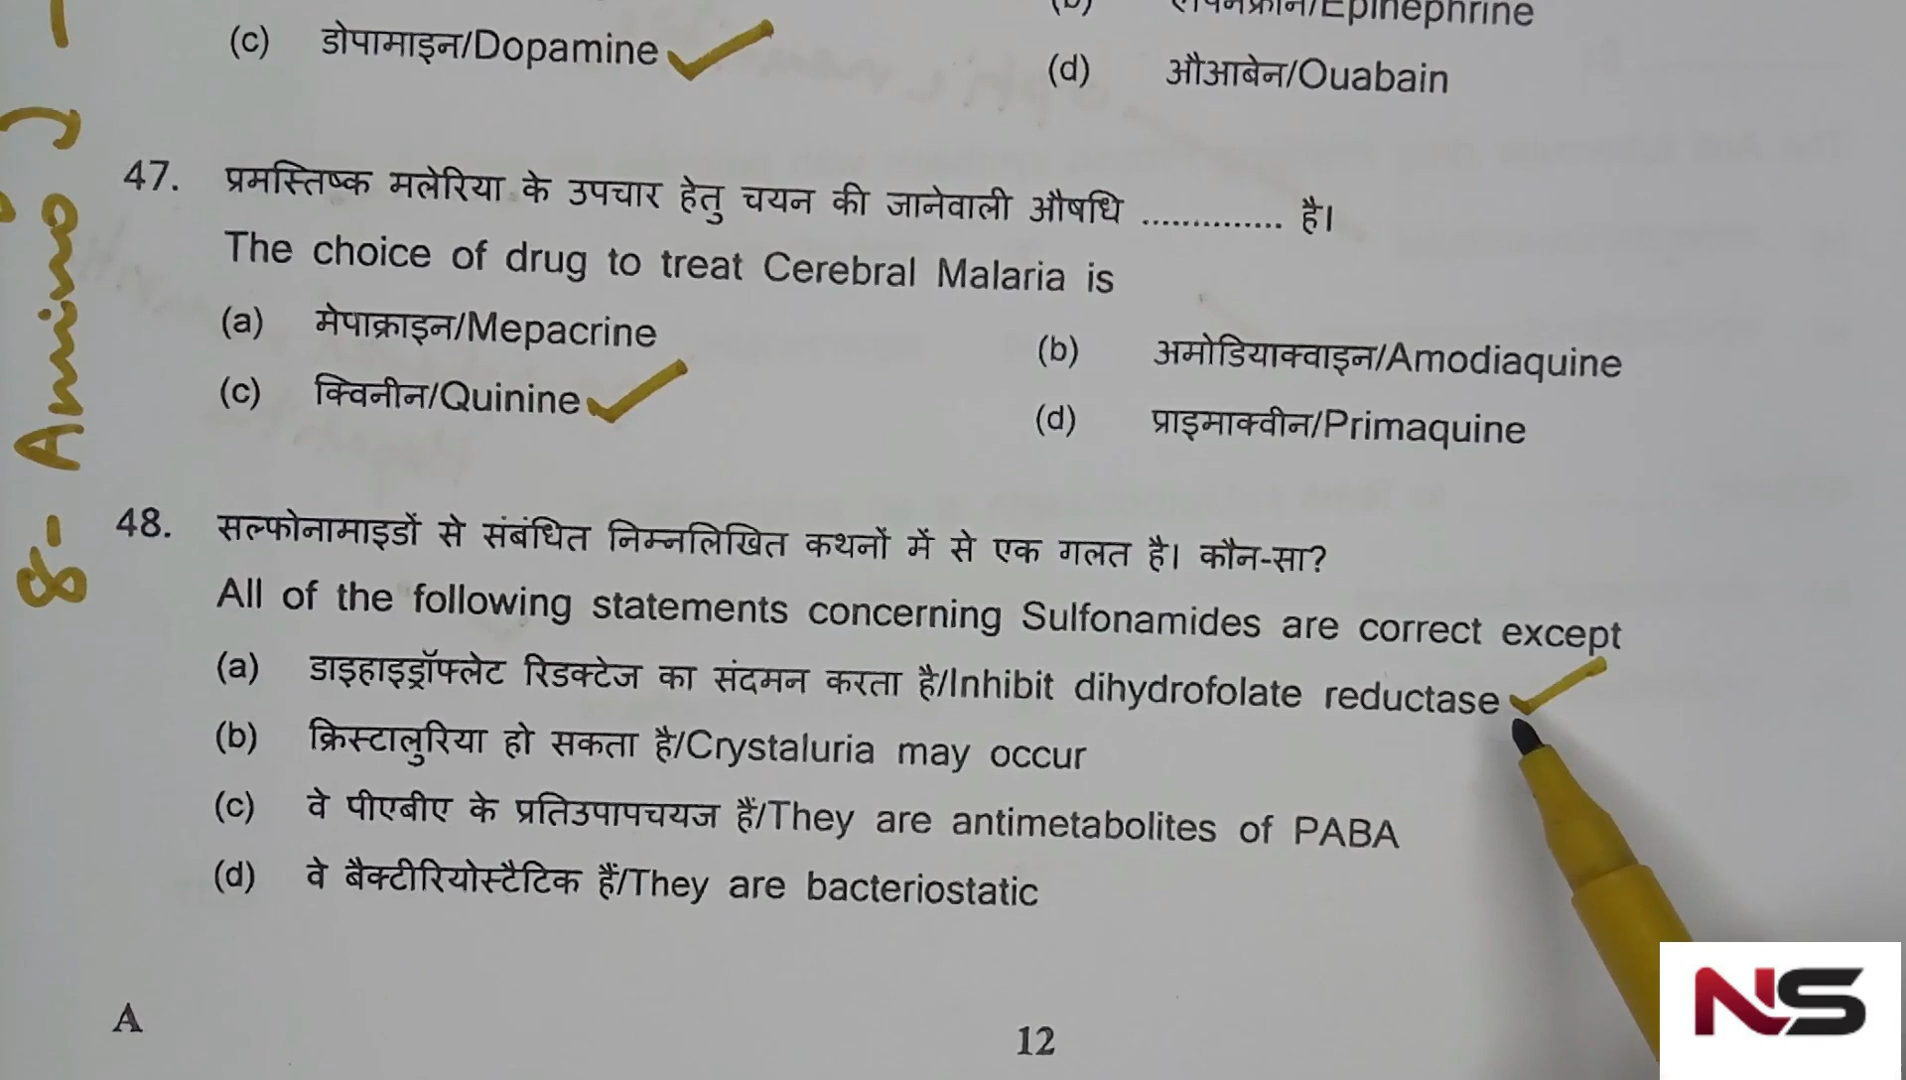 (c) डोपामाइन/Dopamine
(b) /Epinephrine
(d) औआबेन/Ouabain
8- Amino
47. प्रमस्तिष्क मलेरिया के उपचार हेतु चयन की जानेवाली औषधि .............. है।
The choice of drug to treat Cerebral Malaria is
(a) मेपाक्राइन/Mepacrine
(b) अमोडियाक्वाइन/Amodiaquine
(c) क्विनीन/Quinine
(d) प्राइमाक्वीन/Primaquine
48. सल्फोनामाइडों से संबंधित निम्नलिखित कथनों में से एक गलत है। कौन-सा?
All of the following statements concerning Sulfonamides are correct except
(a) डाइहाइड्रॉफ्लेट रिडक्टेज का संदमन करता है/Inhibit dihydrofolate reductase
(b) क्रिस्टालुरिया हो सकता है/Crystaluria may occur
(c) वे पीएबीए के प्रतिउपापचयज हैं/They are antimetabolites of PABA
(d) वे बैक्टीरियोस्टैटिक हैं/They are bacteriostatic
A
12
NS